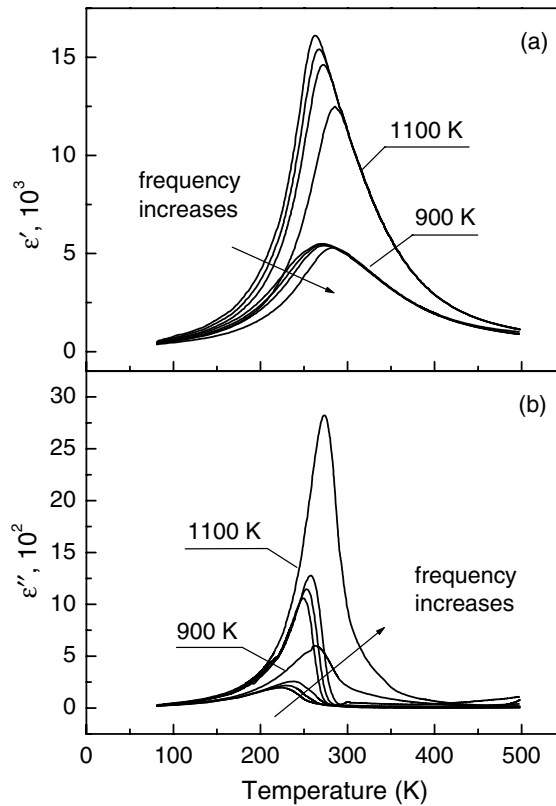 (a)
15
1100 K
frequency
increases
900 K
10
5
0
ε′, 10³
(b)
30
25
20
15
10
5
0
1100 K
frequency
increases
900 K
ε″, 10²
0 100 200 300 400 500
Temperature (K)